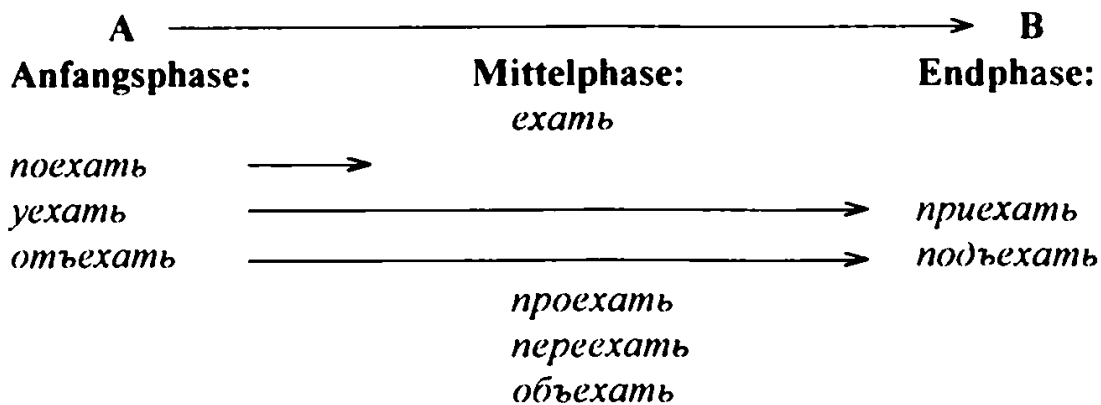 A B
Anfangsphase: Mittelphase: Endphase:
ехать
поехать
уехать приехать
отъехать подъехать
проехать
переехать
объехать